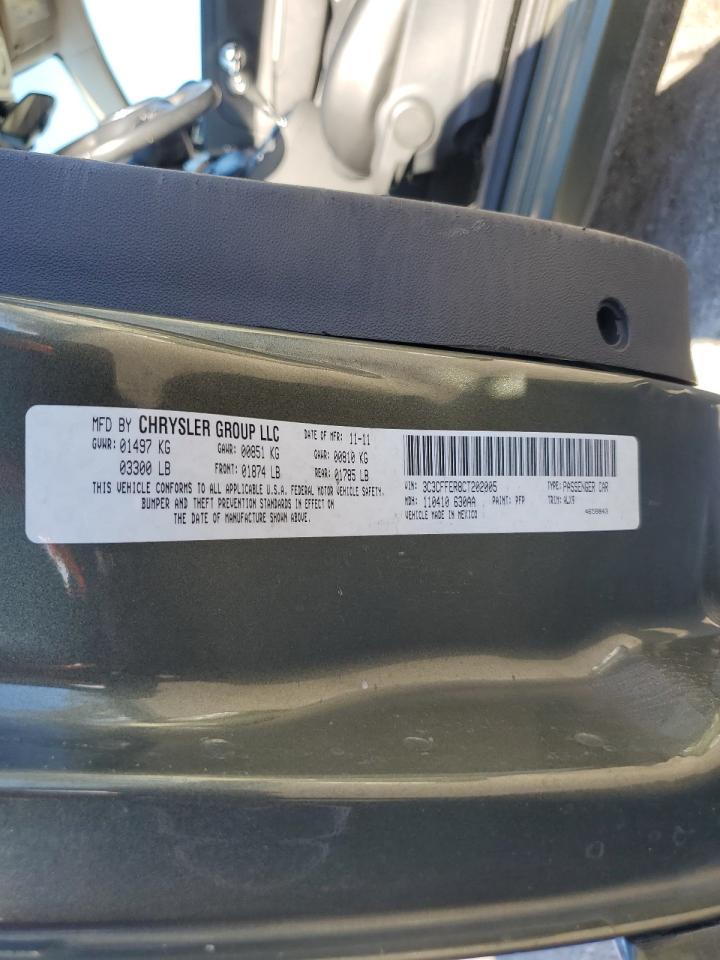 MFD BY CHRYSLER GROUP LLC DATE OF MFR: 11-11
GVWR: 01497 KG GAWR: 00851 KG GAWR: 00810 KG
03300 LB FRONT: 01874 LB REAR: 01785 LB
THIS VEHICLE CONFORMS TO ALL APPLICABLE U.S.A. FEDERAL MOTOR VEHICLE SAFETY,
BUMPER AND THEFT PREVENTION STANDARDS IN EFFECT ON
THE DATE OF MANUFACTURE SHOWN ABOVE.
VIN: 3C3CFFER8CT202005 TYPE: PASSENGER CAR
MDH: 110410 630AA PAINT: PFP TRIM: ALXF
VEHICLE MADE IN MEXICO